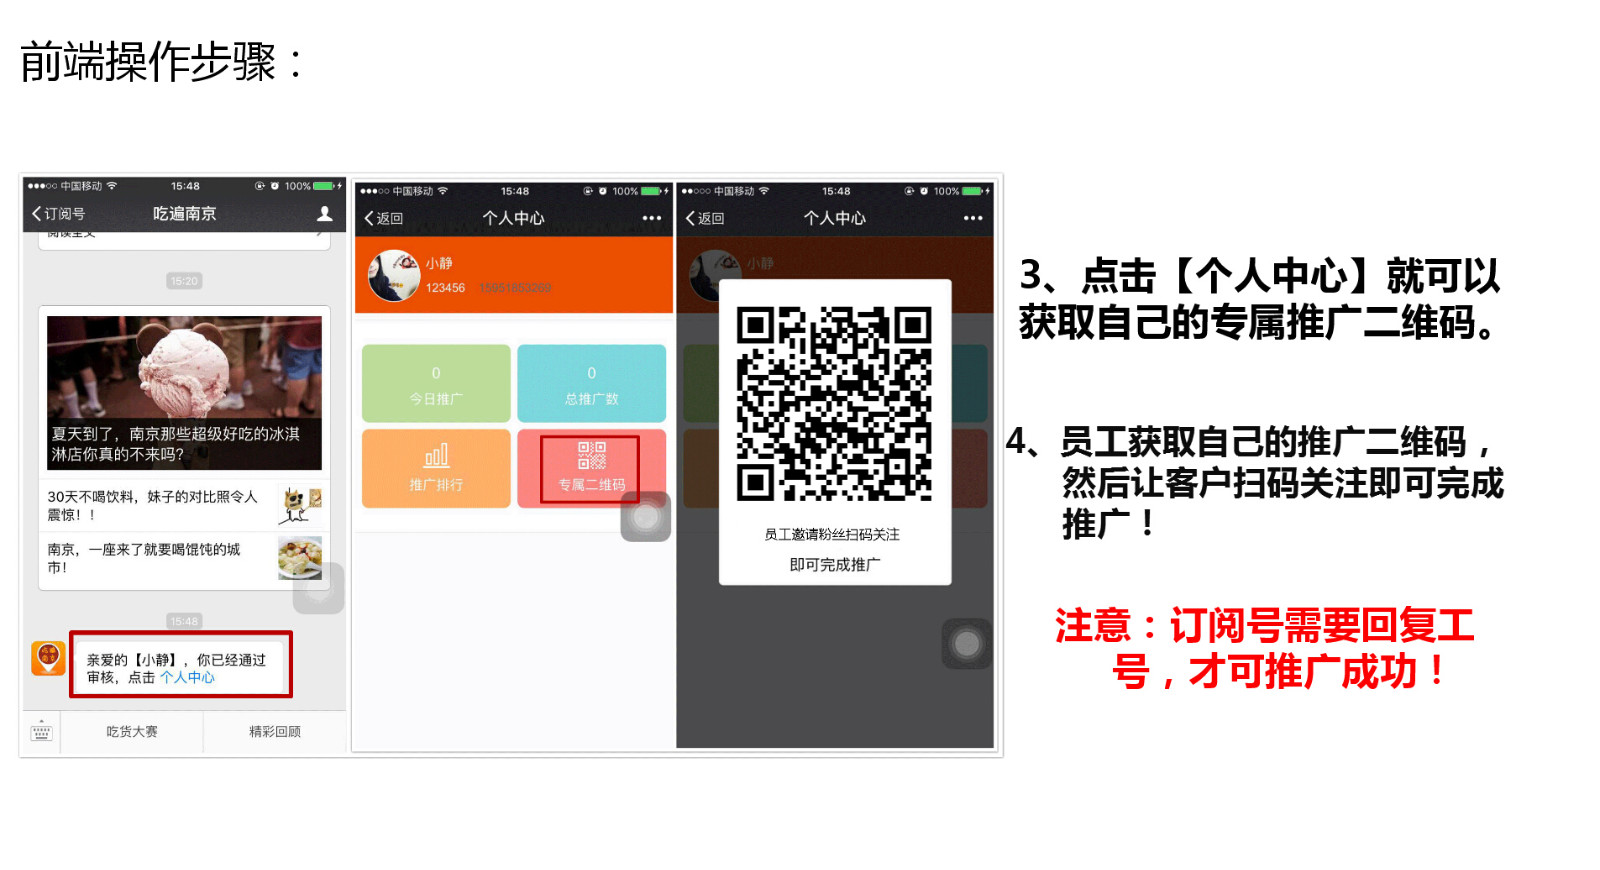 前端操作步骤：
●●●○○ 中国移动 15:48 100%
订阅号 吃遍南京
阅读全文
15:20
夏天到了，南京那些超级好吃的冰淇
淋店你真的不来吗？
30天不喝饮料，妹子的对比照令人
震惊！！
南京，一座来了就要喝馄饨的城
市！
15:48
亲爱的【小静】，你已经通过
审核，点击 个人中心
吃货大赛 精彩回顾
●●●○○ 中国移动 15:48 100%
返回 个人中心 •••
小静
123456
0
今日推广
0
总推广数
推广排行
专属二维码
●●○○○ 中国移动 15:48 100%
返回 个人中心 •••
小静
员工邀请粉丝扫码关注
即可完成推广
3、点击【个人中心】就可以
获取自己的专属推广二维码。
4、员工获取自己的推广二维码，
然后让客户扫码关注即可完成
推广！
注意：订阅号需要回复工
号，才可推广成功！